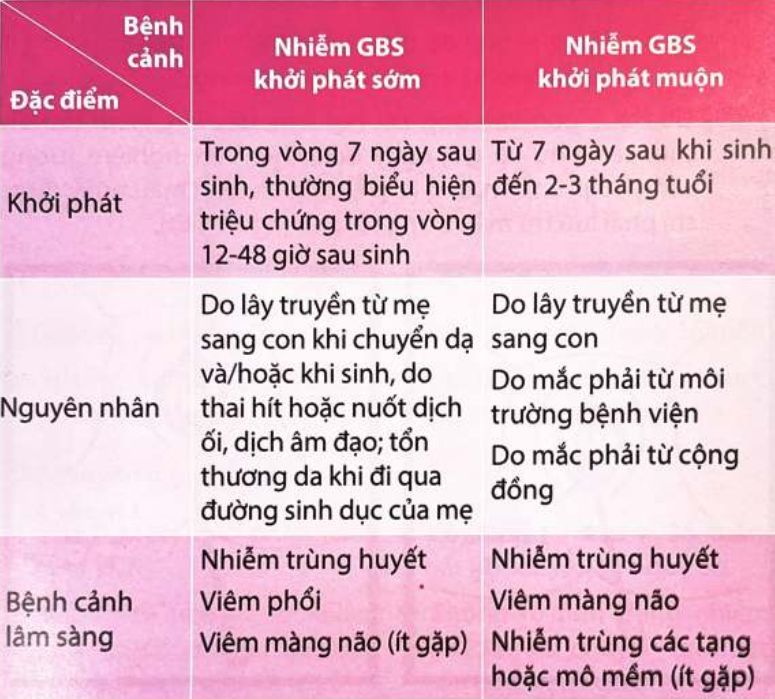 Bệnh
cảnh
Đặc điểm
Nhiễm GBS
khởi phát sớm
Nhiễm GBS
khởi phát muộn
Khởi phát
Trong vòng 7 ngày sau
sinh, thường biểu hiện
triệu chứng trong vòng
12-48 giờ sau sinh
Từ 7 ngày sau khi sinh
đến 2-3 tháng tuổi
Nguyên nhân
Do lây truyền từ mẹ
sang con khi chuyển dạ
và/hoặc khi sinh, do
thai hít hoặc nuốt dịch
ối, dịch âm đạo; tổn
thương da khi đi qua
đường sinh dục của mẹ
Do lây truyền từ mẹ
sang con
Do mắc phải từ môi
trường bệnh viện
Do mắc phải từ cộng
đồng
Bệnh cảnh
lâm sàng
Nhiễm trùng huyết
Viêm phổi
Viêm màng não (ít gặp)
Nhiễm trùng huyết
Viêm màng não
Nhiễm trùng các tạng
hoặc mô mềm (ít gặp)